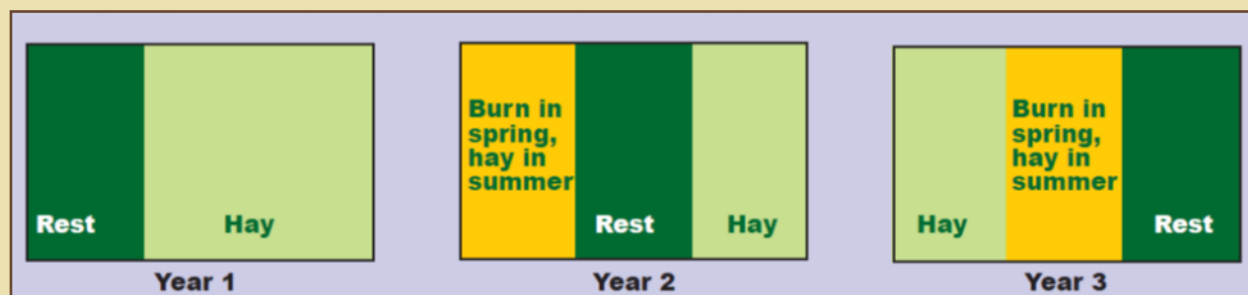 Rest
Hay
Year 1
Burn in
spring,
hay in
summer
Rest
Hay
Year 2
Hay
Burn in
spring,
hay in
summer
Rest
Year 3